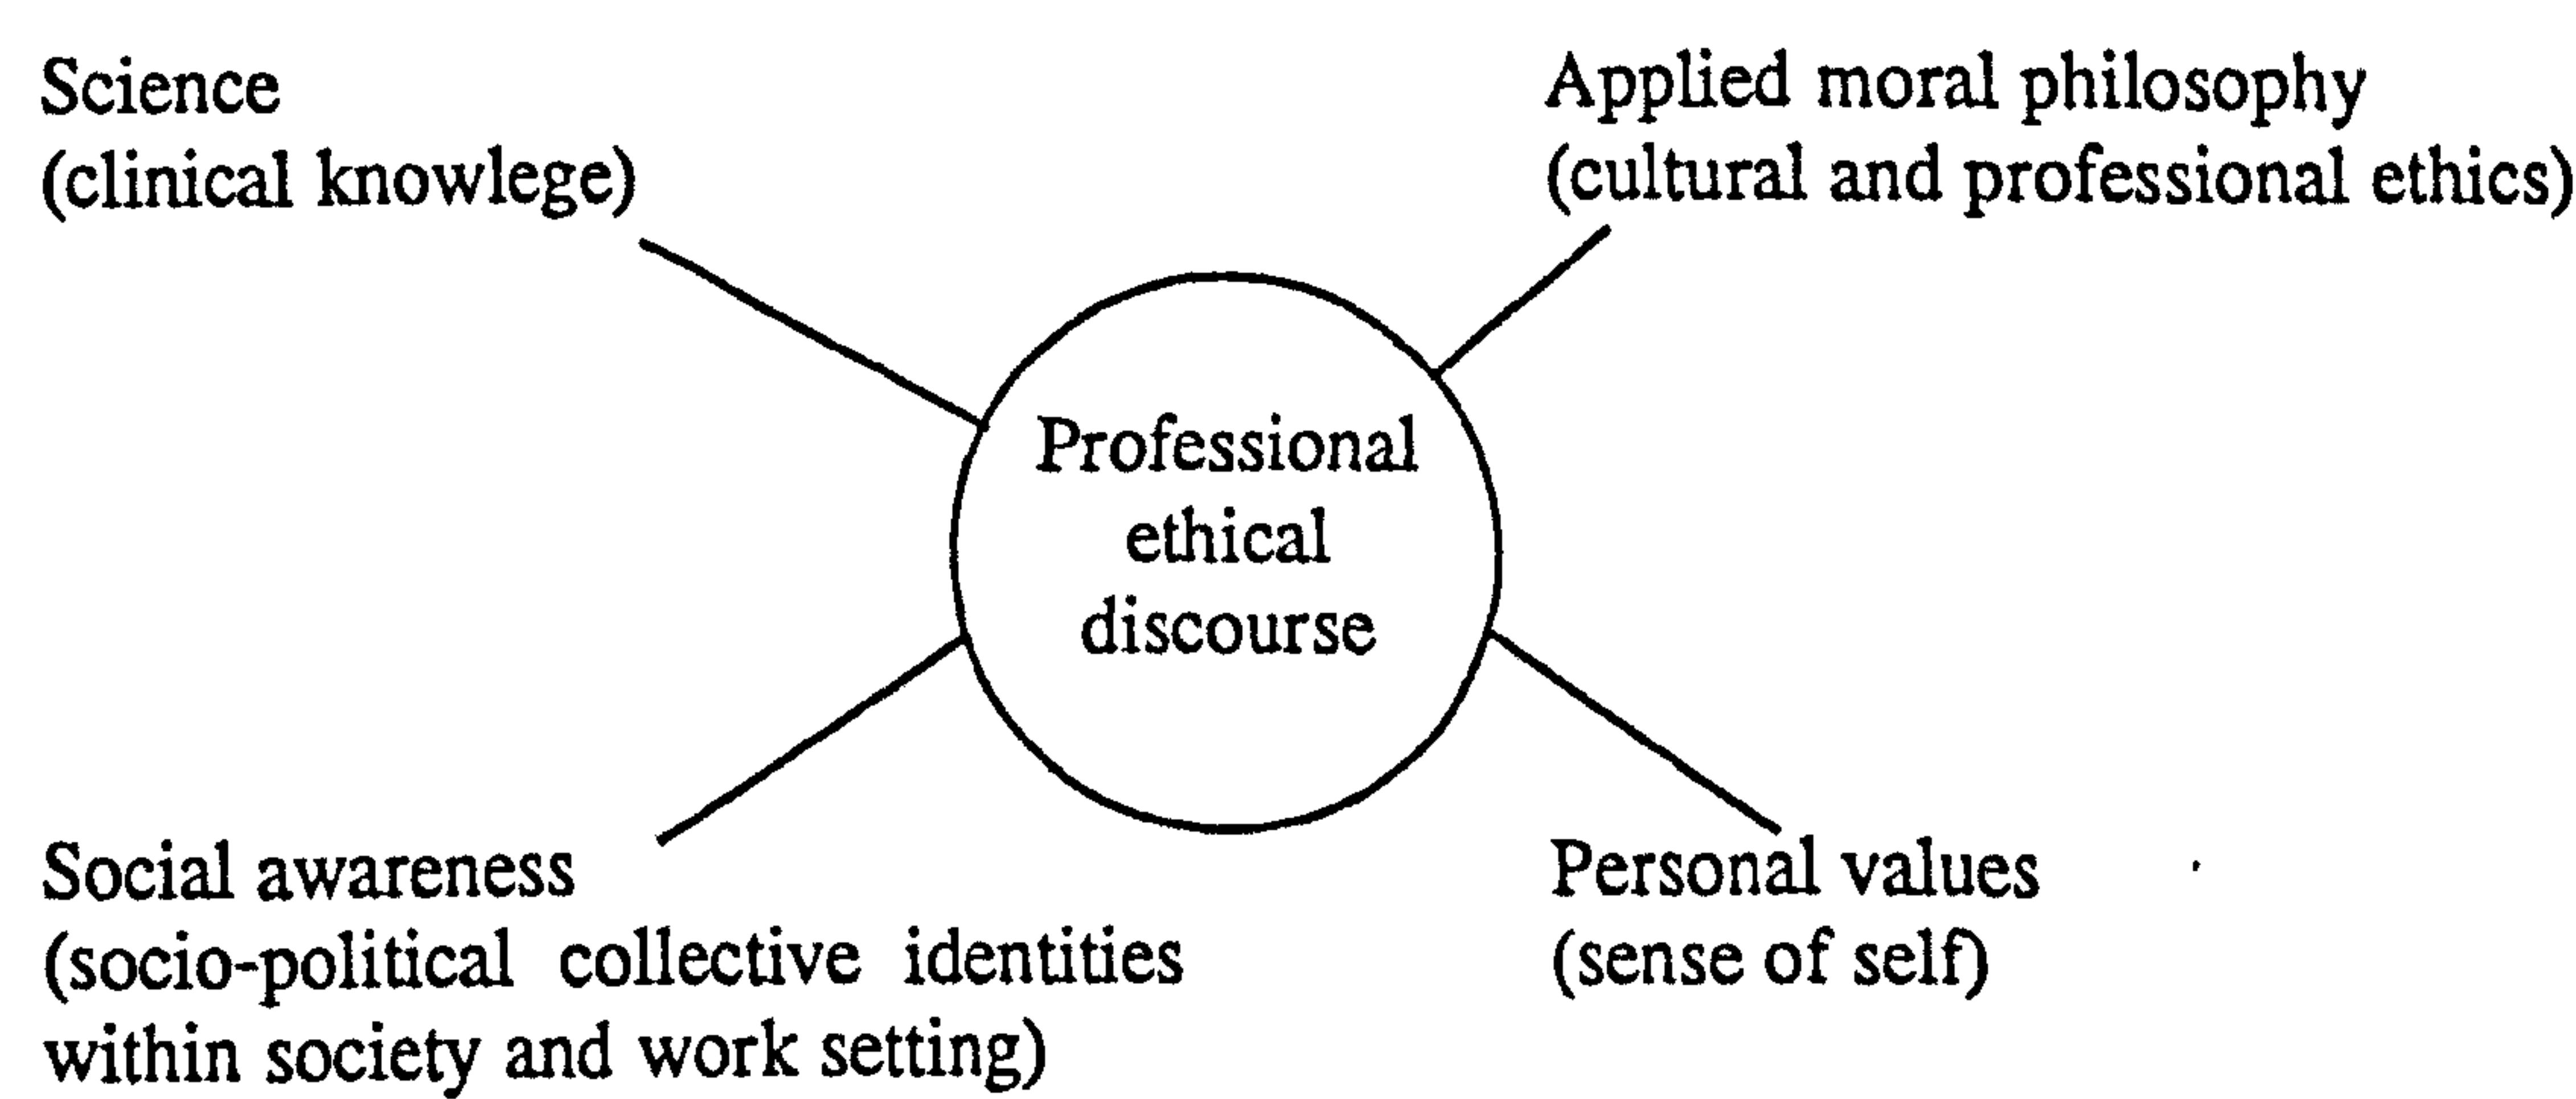 Science
(clinical knowlege)
Applied moral philosophy
(cultural and professional ethics)
Professional
ethical
discourse
Social awareness
(socio-political collective identities
within society and work setting)
Personal values
(sense of self)